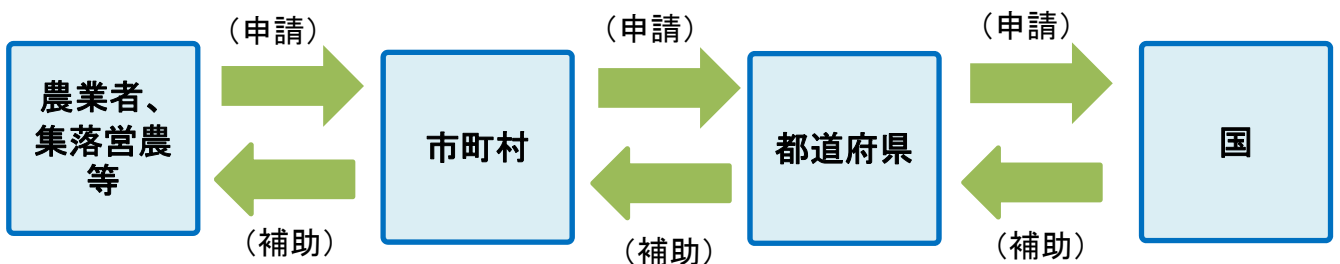 （申請）
（申請）
（申請）
農業者、
集落営農
等
市町村
都道府県
国
（補助）
（補助）
（補助）